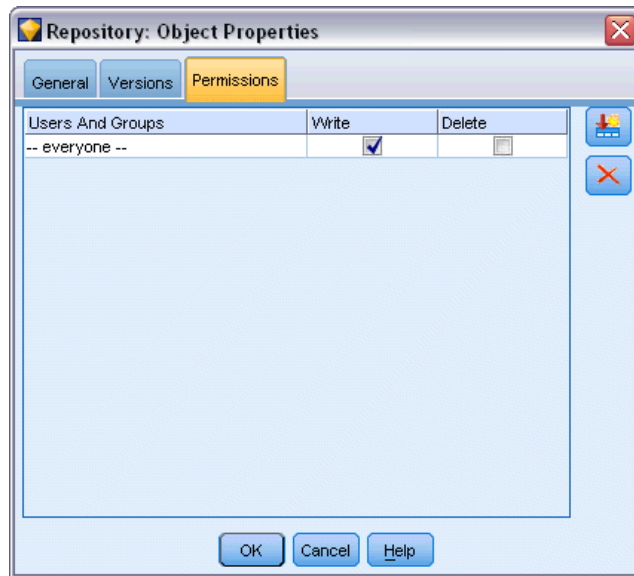 Repository: Object Properties
General Versions Permissions
Users And Groups Write Delete
-- everyone --
OK Cancel Help